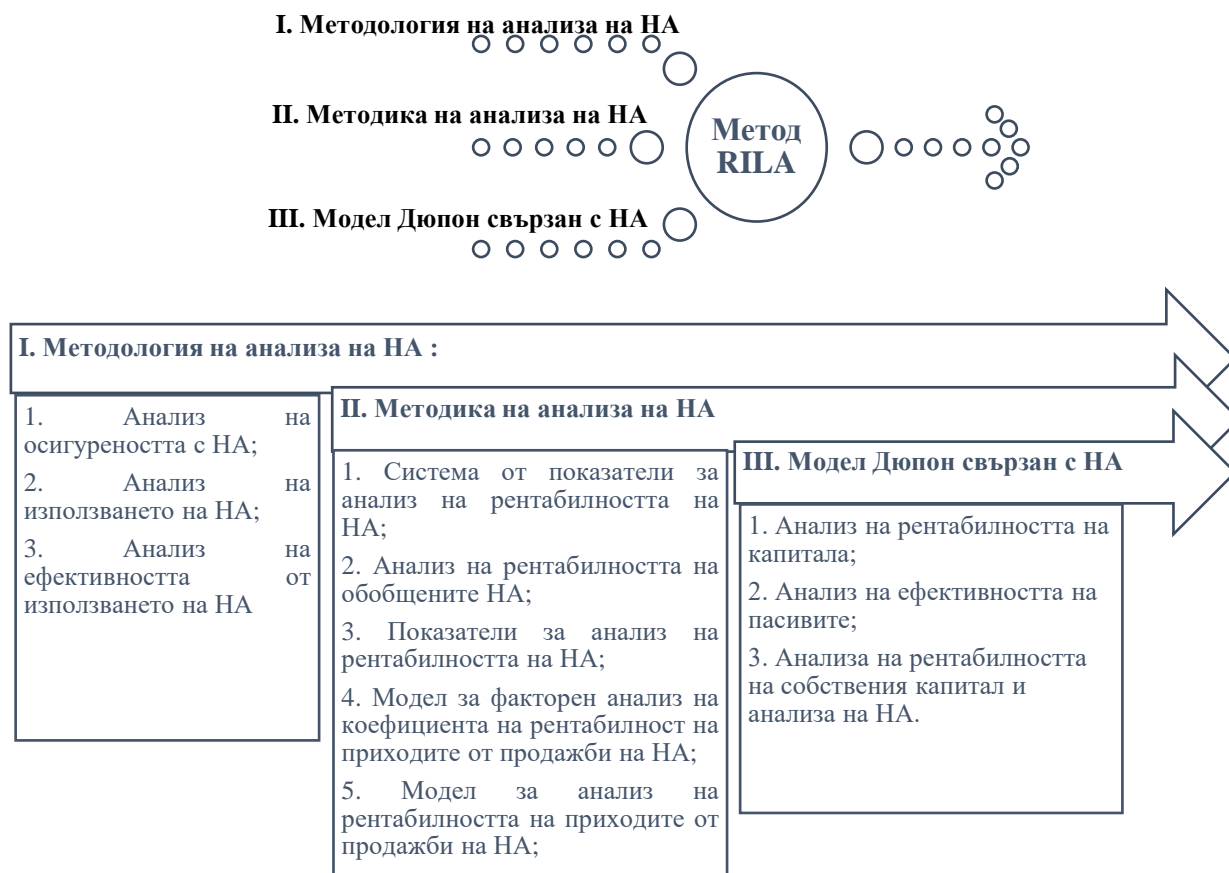 I. Методология на анализа на НА
II. Методика на анализа на НА
Метод
RILA
III. Модел Дюпон свързан с НА
I. Методология на анализа на НА :
1. Анализ на
осигуреността с НА;
2. Анализ на
използването на НА;
3. Анализ на
ефективността от
използването на НА
II. Методика на анализа на НА
1. Система от показатели за
анализ на рентабилността на
НА;
2. Анализ на рентабилността на
обобщените НА;
3. Показатели за анализ на
рентабилността на НА;
4. Модел за факторен анализ на
коефициента на рентабилност на
приходите от продажби на НА;
5. Модел за анализ на
рентабилността на приходите от
продажби на НА;
III. Модел Дюпон свързан с НА
1. Анализ на рентабилността на
капитала;
2. Анализ на ефективността на
пасивите;
3. Анализа на рентабилността
на собствения капитал и
анализа на НА.